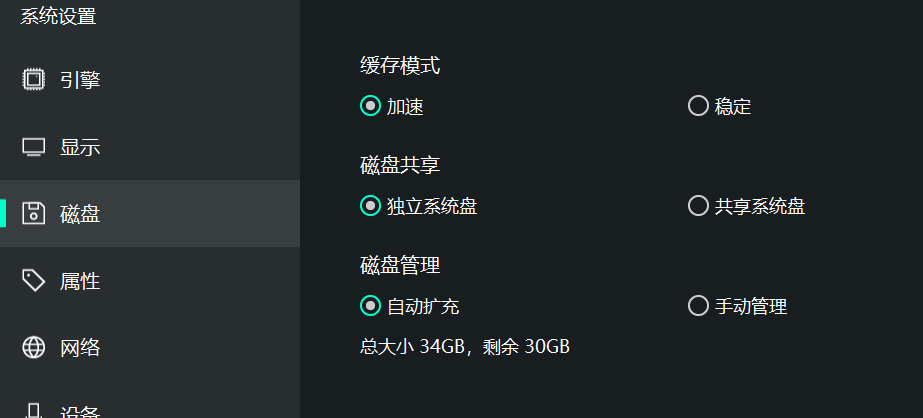 系统设置
引擎
显示
磁盘
属性
网络
设备
缓存模式
加速 稳定
磁盘共享
独立系统盘 共享系统盘
磁盘管理
自动扩充 手动管理
总大小 34GB，剩余 30GB